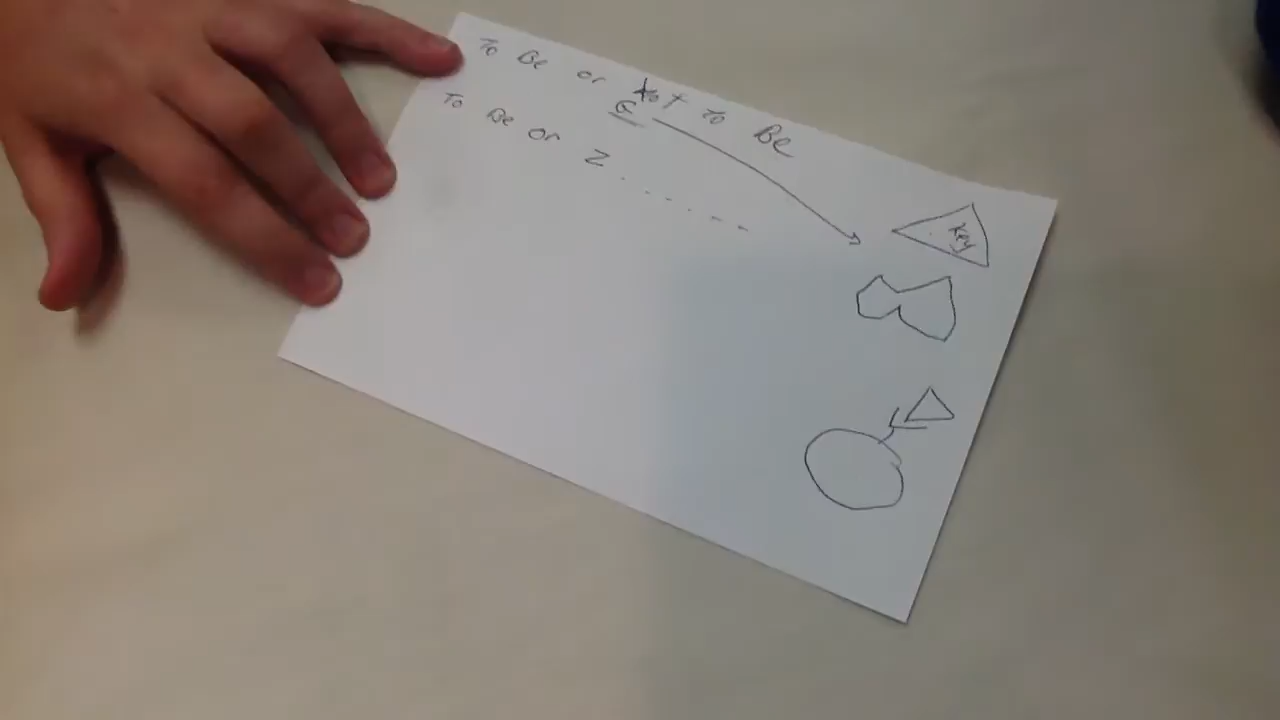 To Be or Not to Be
G
To Be or Z.......
Key